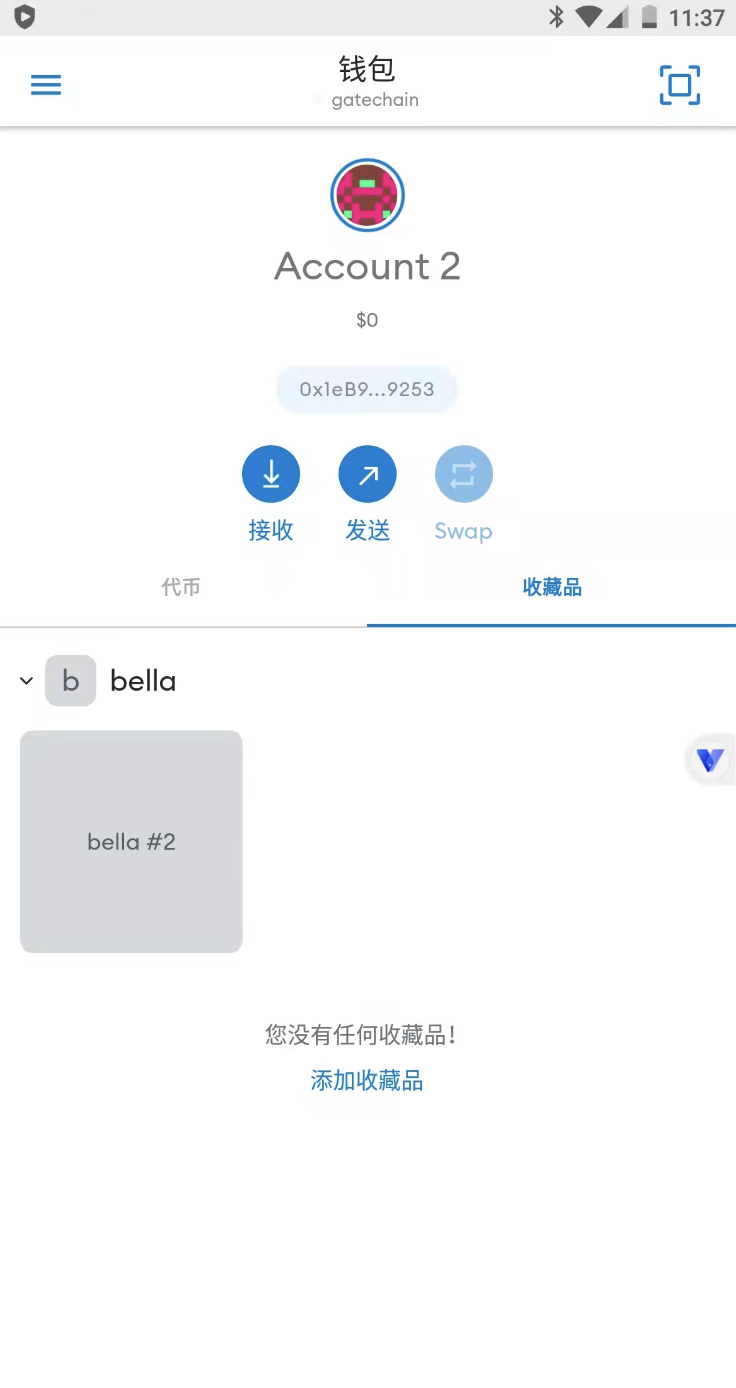 11:37
钱包
gatechain
Account 2
$0
0x1eB9...9253
接收
发送
Swap
代币
收藏品
b
bella
bella #2
您没有任何收藏品！
添加收藏品